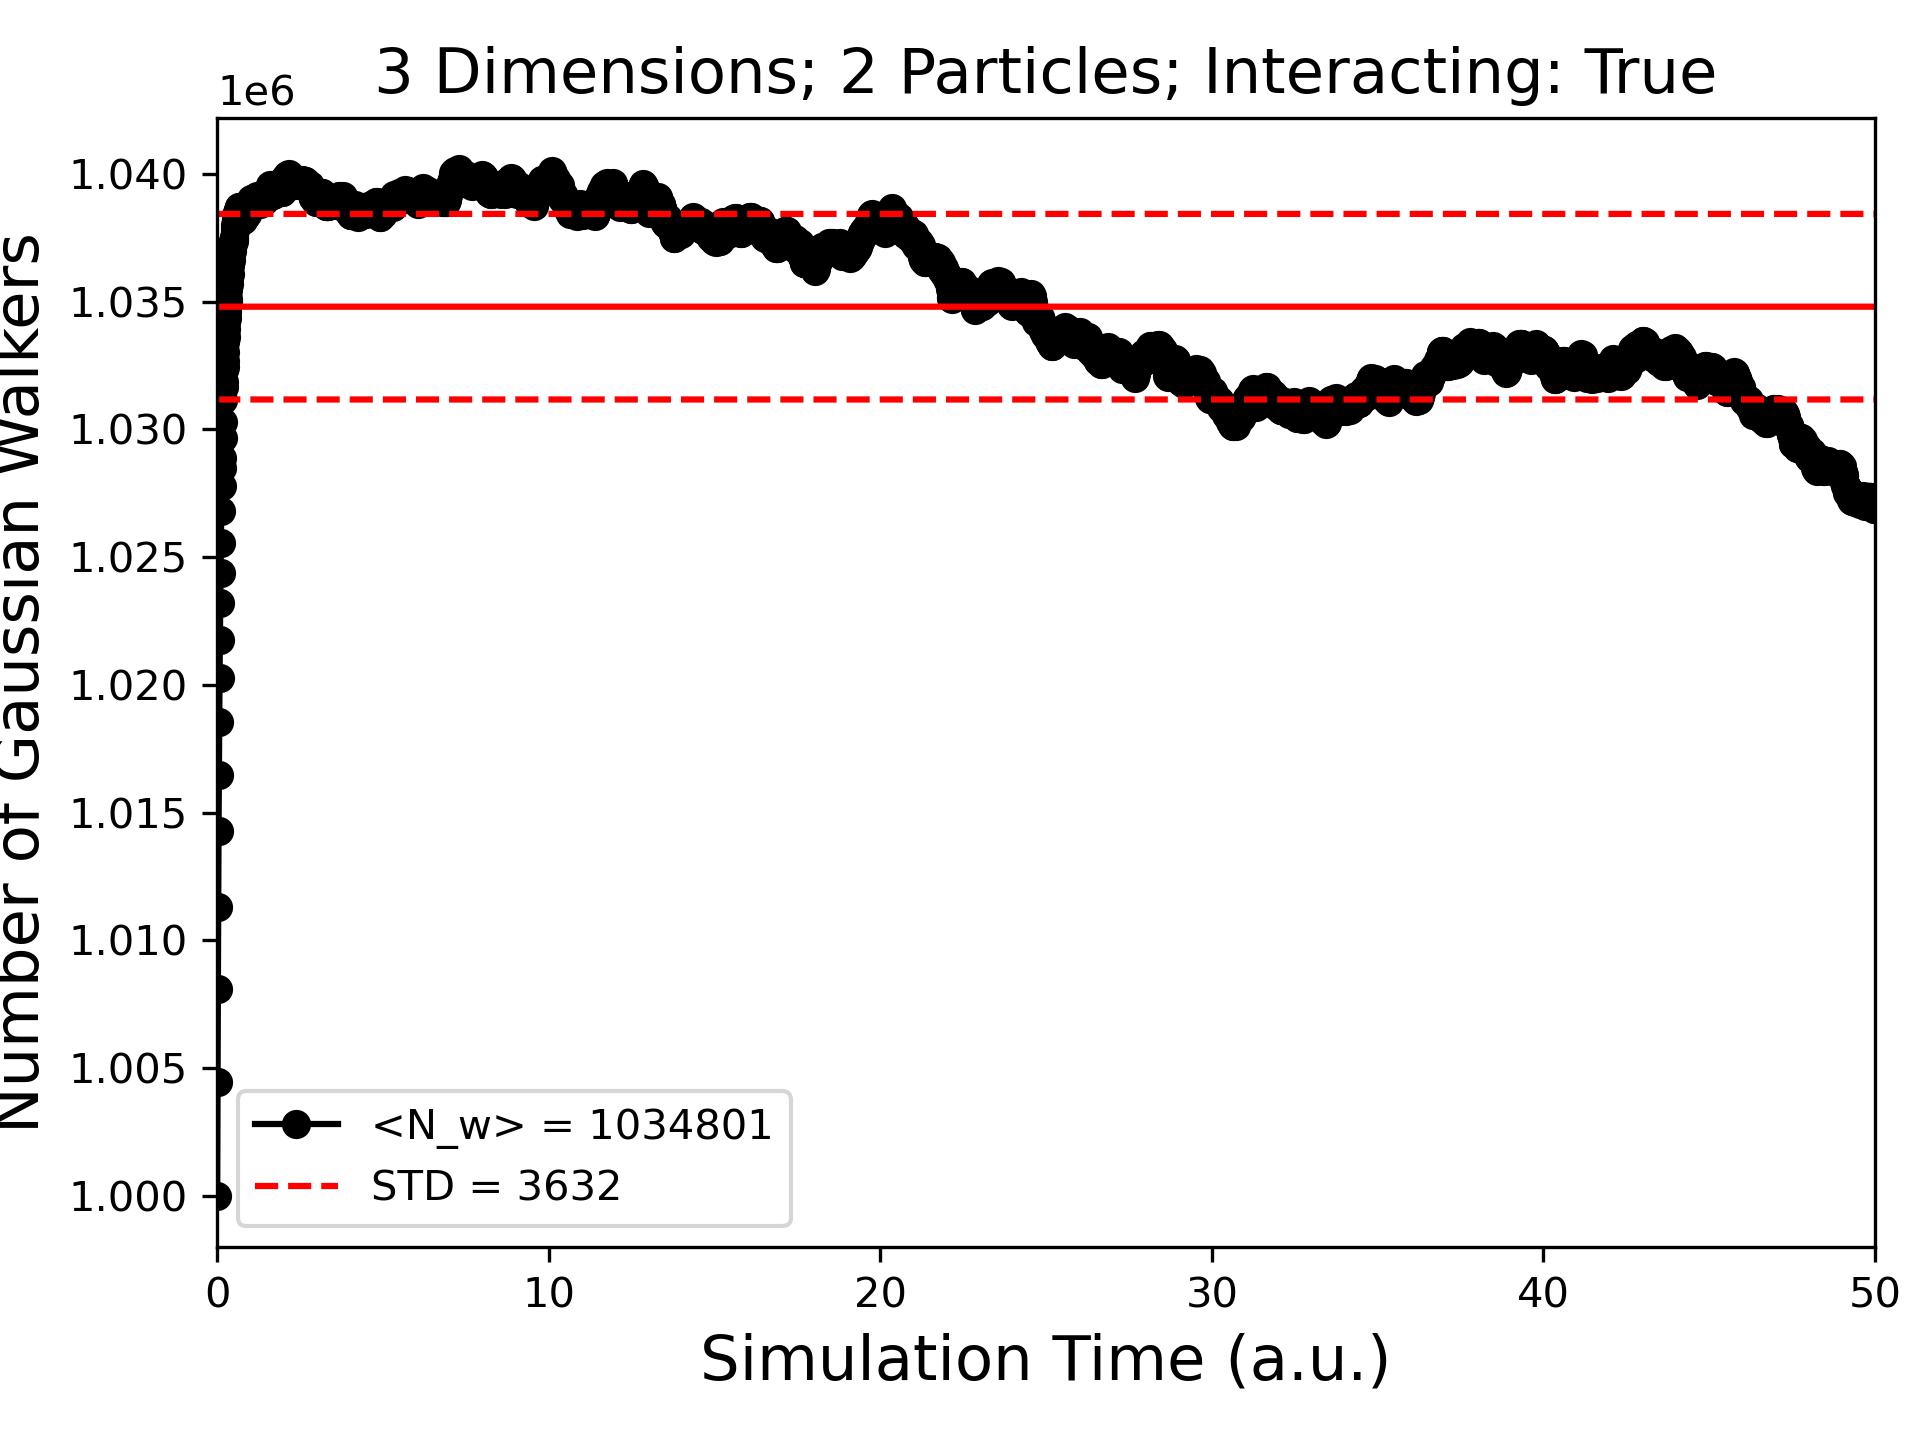 3 Dimensions; 2 Particles; Interacting: True
1e6
Number of Gaussian Walkers
1.040
1.035
1.030
1.025
1.020
1.015
1.010
1.005
1.000
<N_w> = 1034801
STD = 3632
0 10 20 30 40 50
Simulation Time (a.u.)